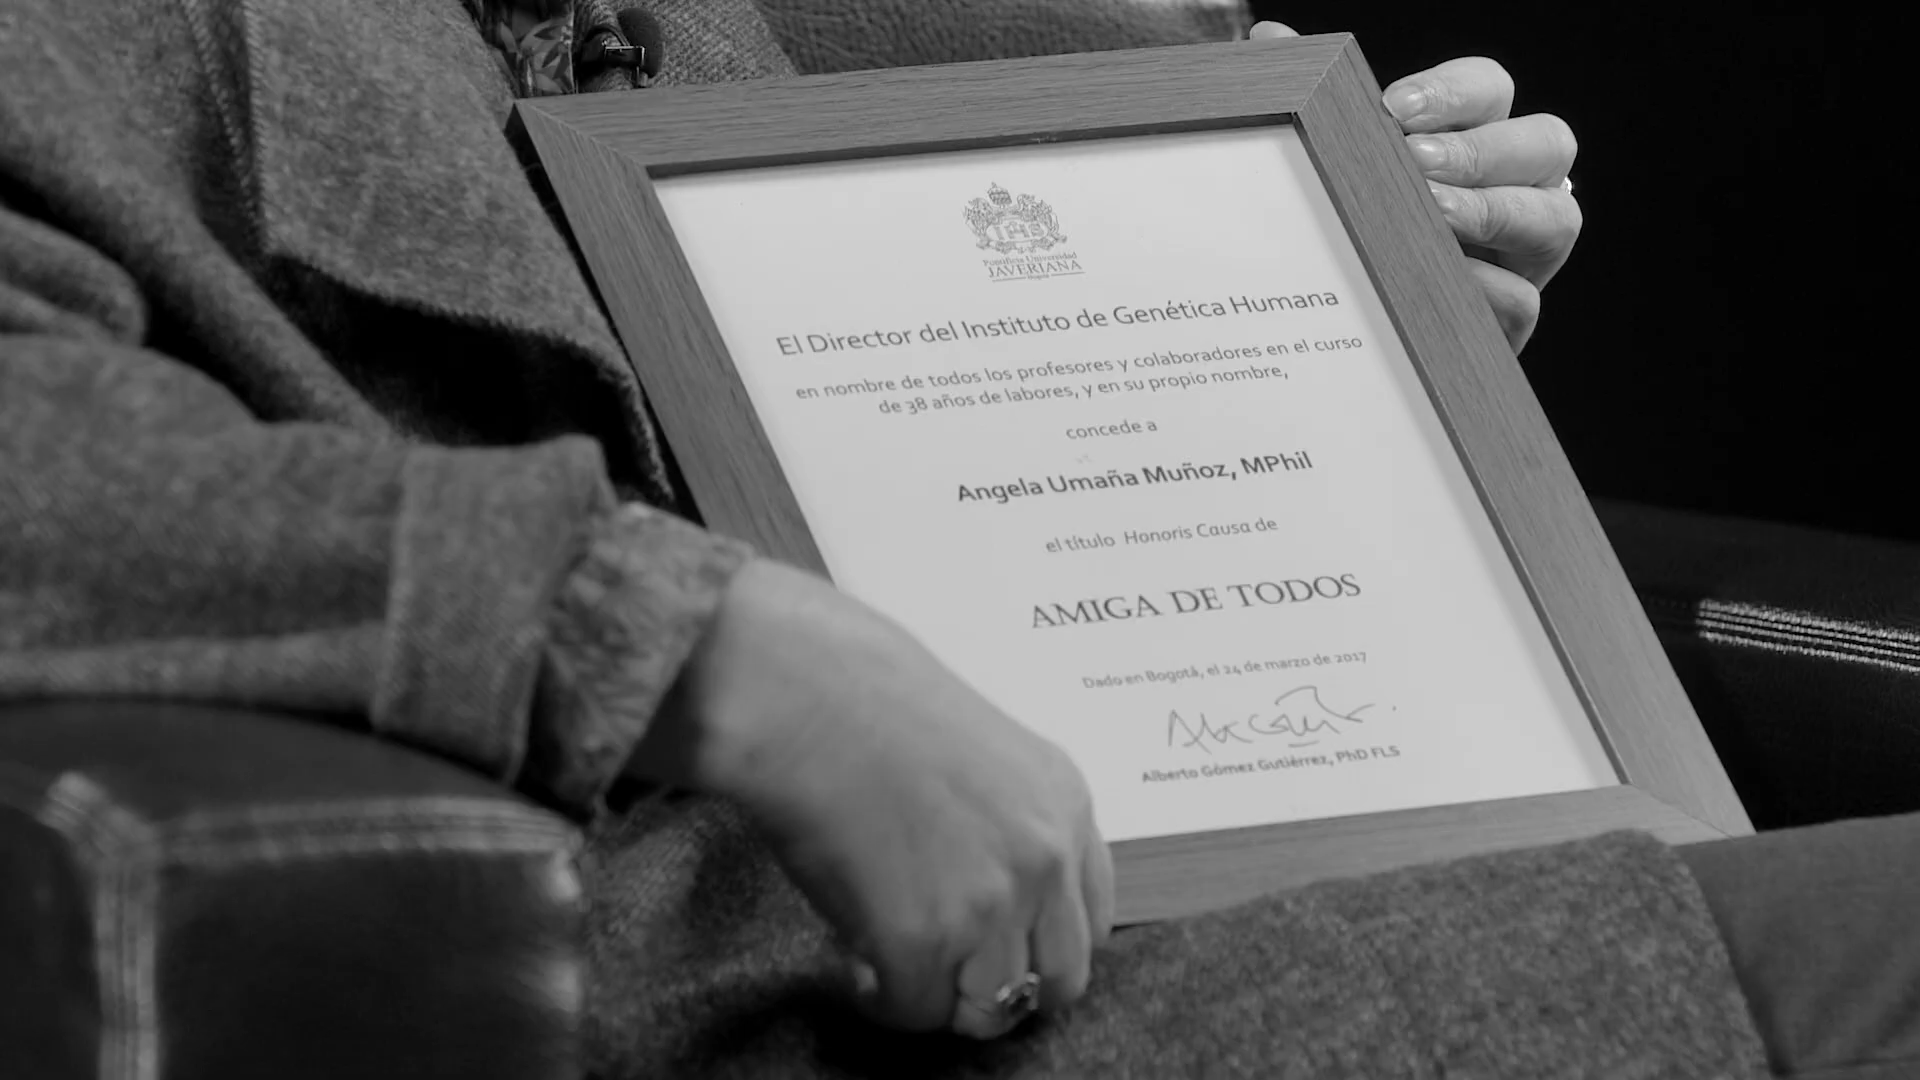 IHS
Pontificia Universidad
JAVERIANA
Bogotá
El Director del Instituto de Genética Humana
en nombre de todos los profesores y colaboradores en el curso
de 38 años de labores, y en su propio nombre,
concede a
Angela Umaña Muñoz, MPhil
el título Honoris Causa de
AMIGA DE TODOS
Dado en Bogotá, el 24 de marzo de 2017
Alberto Gómez Gutiérrez, PhD FLS